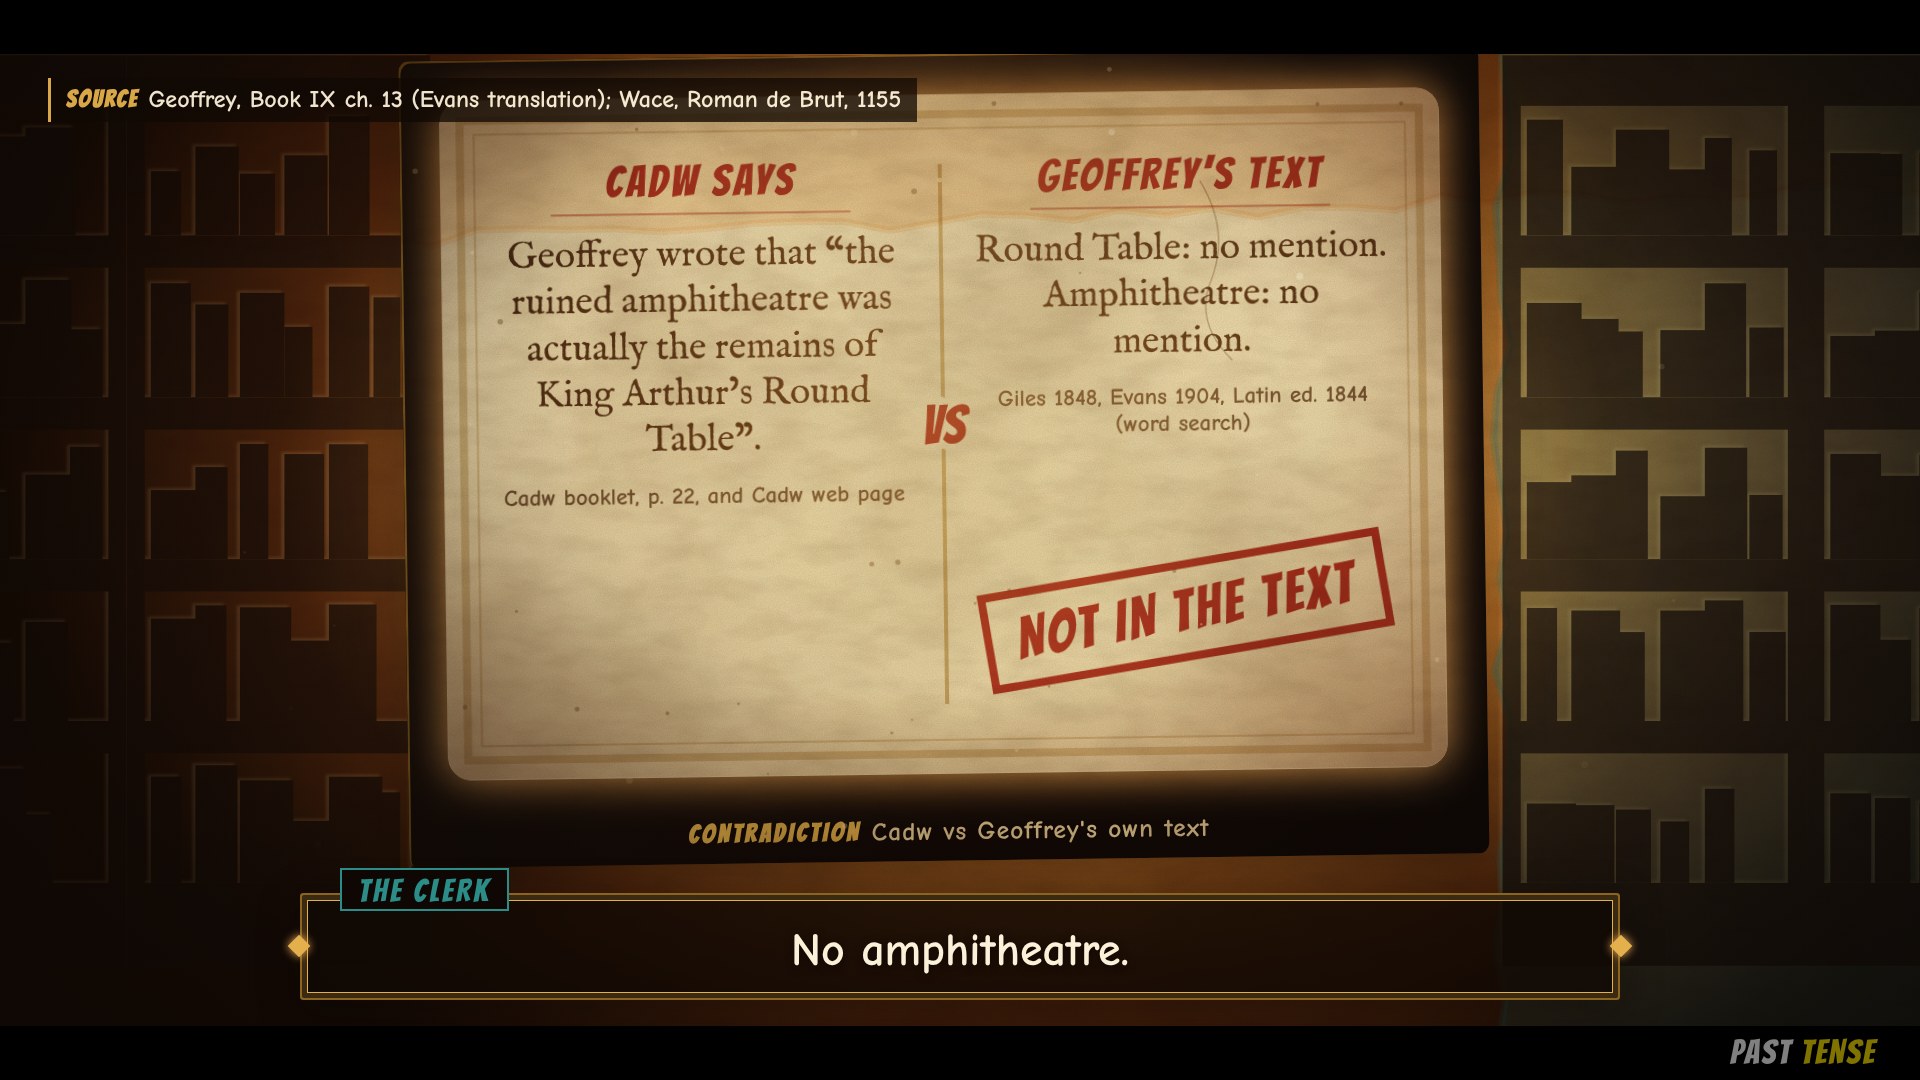 SOURCE Geoffrey, Book IX ch. 13 (Evans translation); Wace, Roman de Brut, 1155
CADW SAYS
Geoffrey wrote that “the
ruined amphitheatre was
actually the remains of
King Arthur’s Round
Table”.
Cadw booklet, p. 22, and Cadw web page
VS
GEOFFREY'S TEXT
Round Table: no mention.
Amphitheatre: no
mention.
Giles 1848, Evans 1904, Latin ed. 1844
(word search)
NOT IN THE TEXT
CONTRADICTION Cadw vs Geoffrey's own text
THE CLERK
No amphitheatre.
PAST TENSE